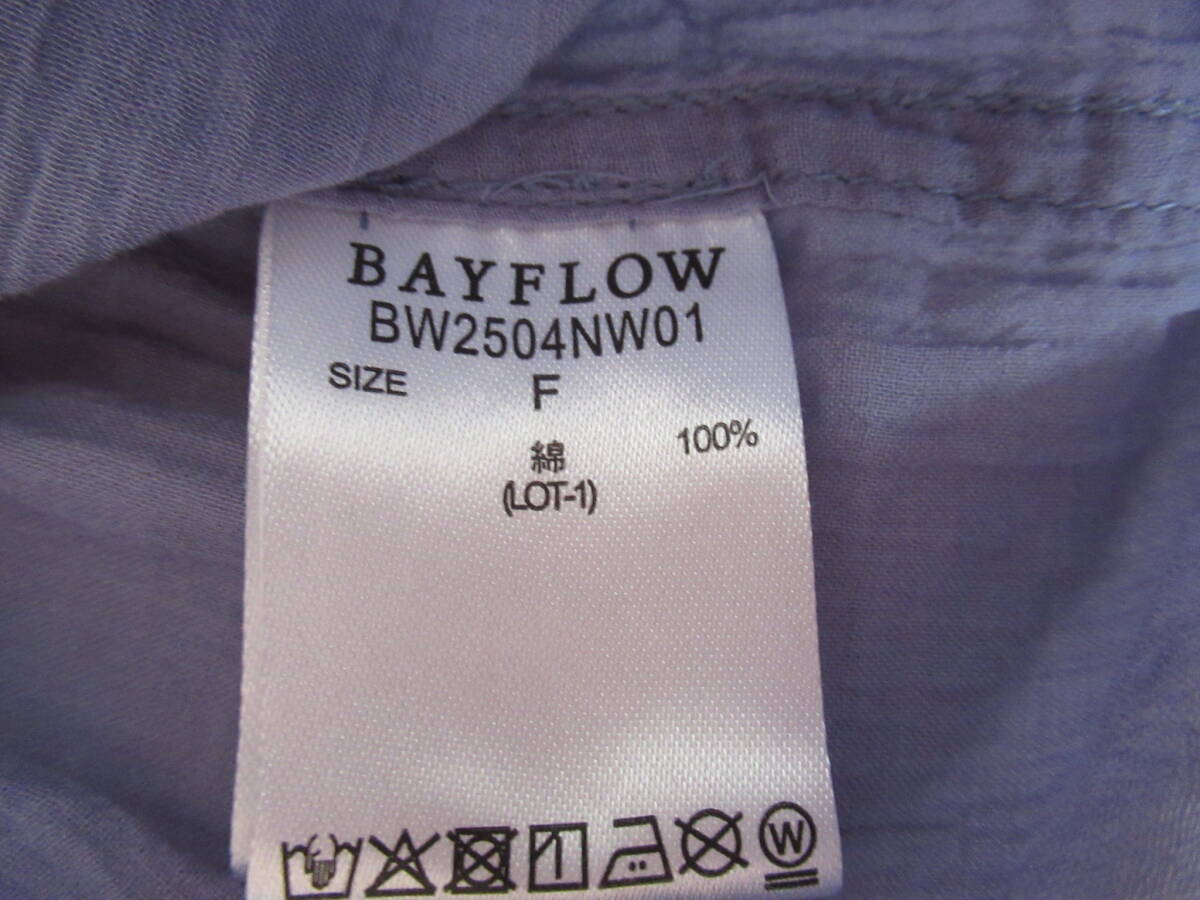 BAYFLOW
BW2504NW01
SIZE F
綿 100%
(LOT-1)
W